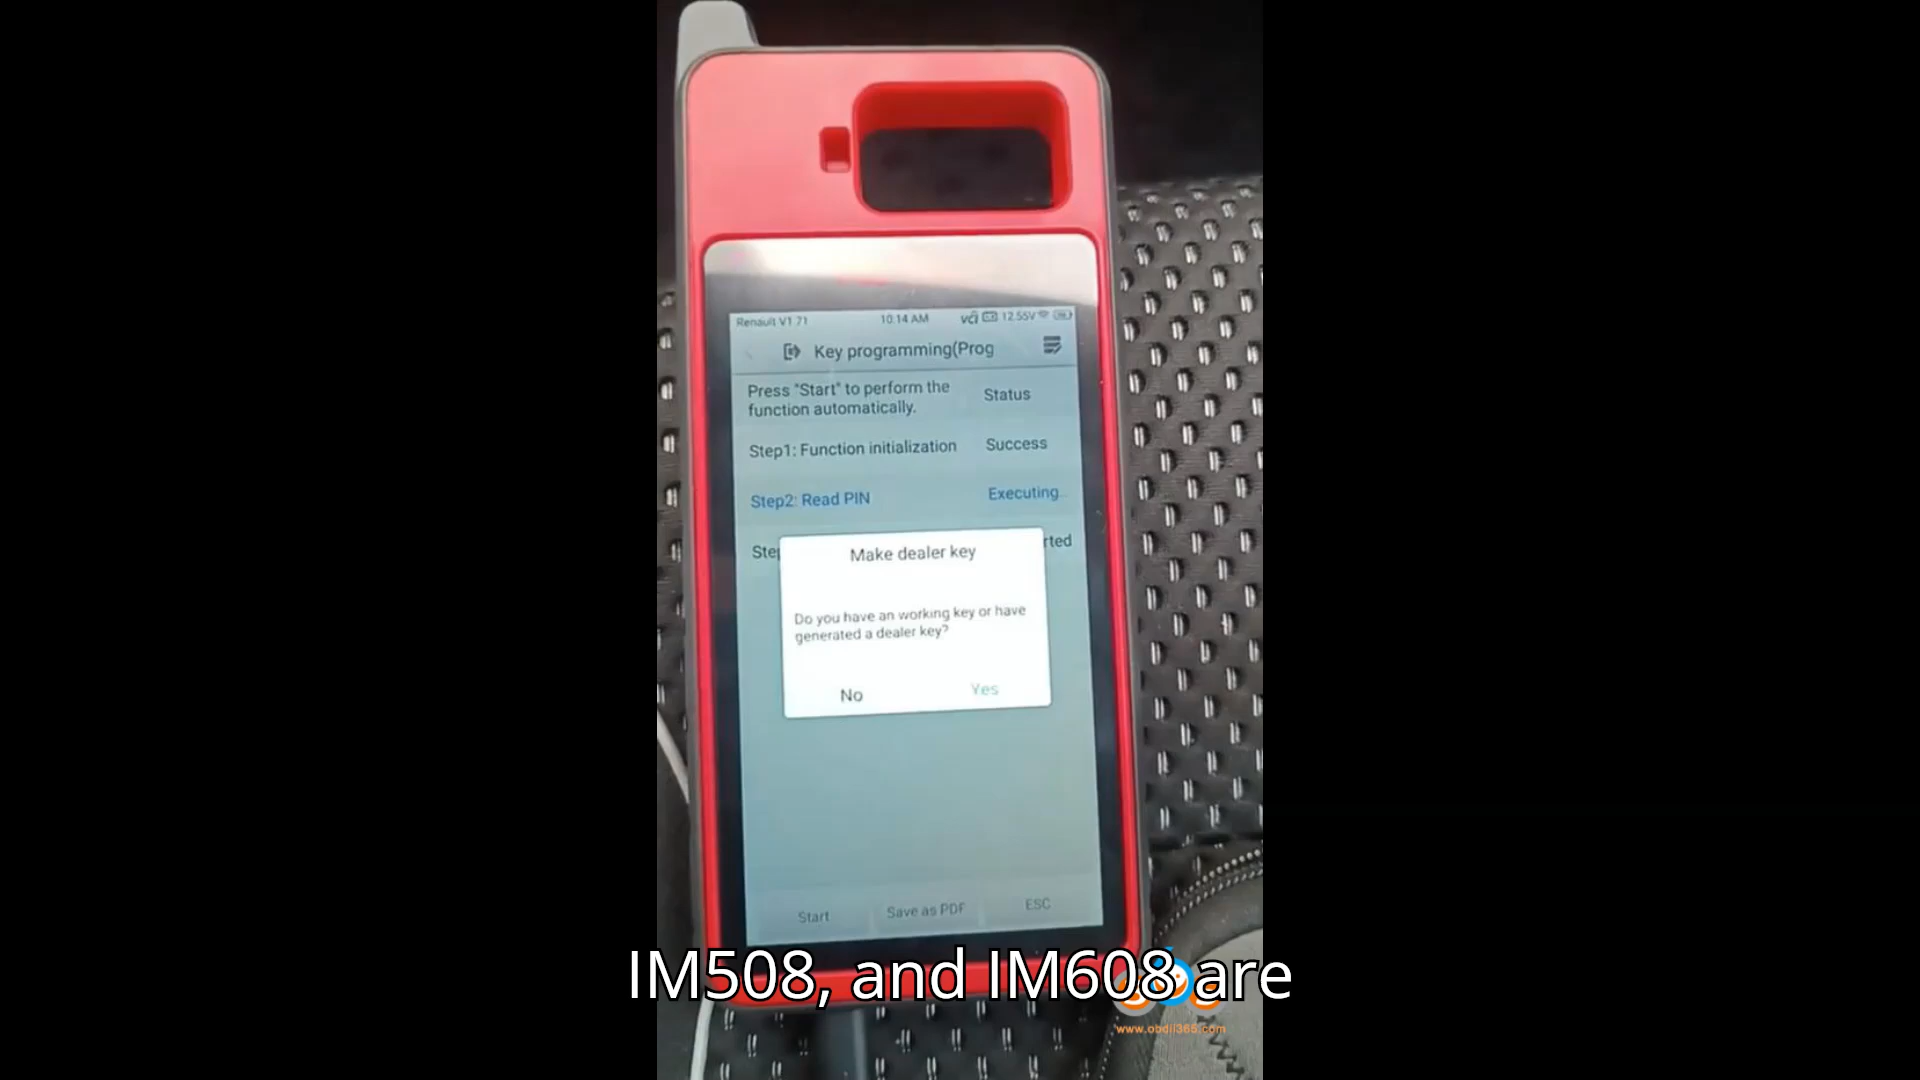 Renault V1.71
10:14 AM
VCI
12.55V
Key programming(Prog
Press "Start" to perform the
function automatically.
Status
Step1: Function initialization
Success
Step2: Read PIN
Executing..
Step
rted
Make dealer key
Do you have an working key or have
generated a dealer key?
No
Yes
Start
Save as PDF
ESC
IM508, and IM608 are
www.obdii365.com